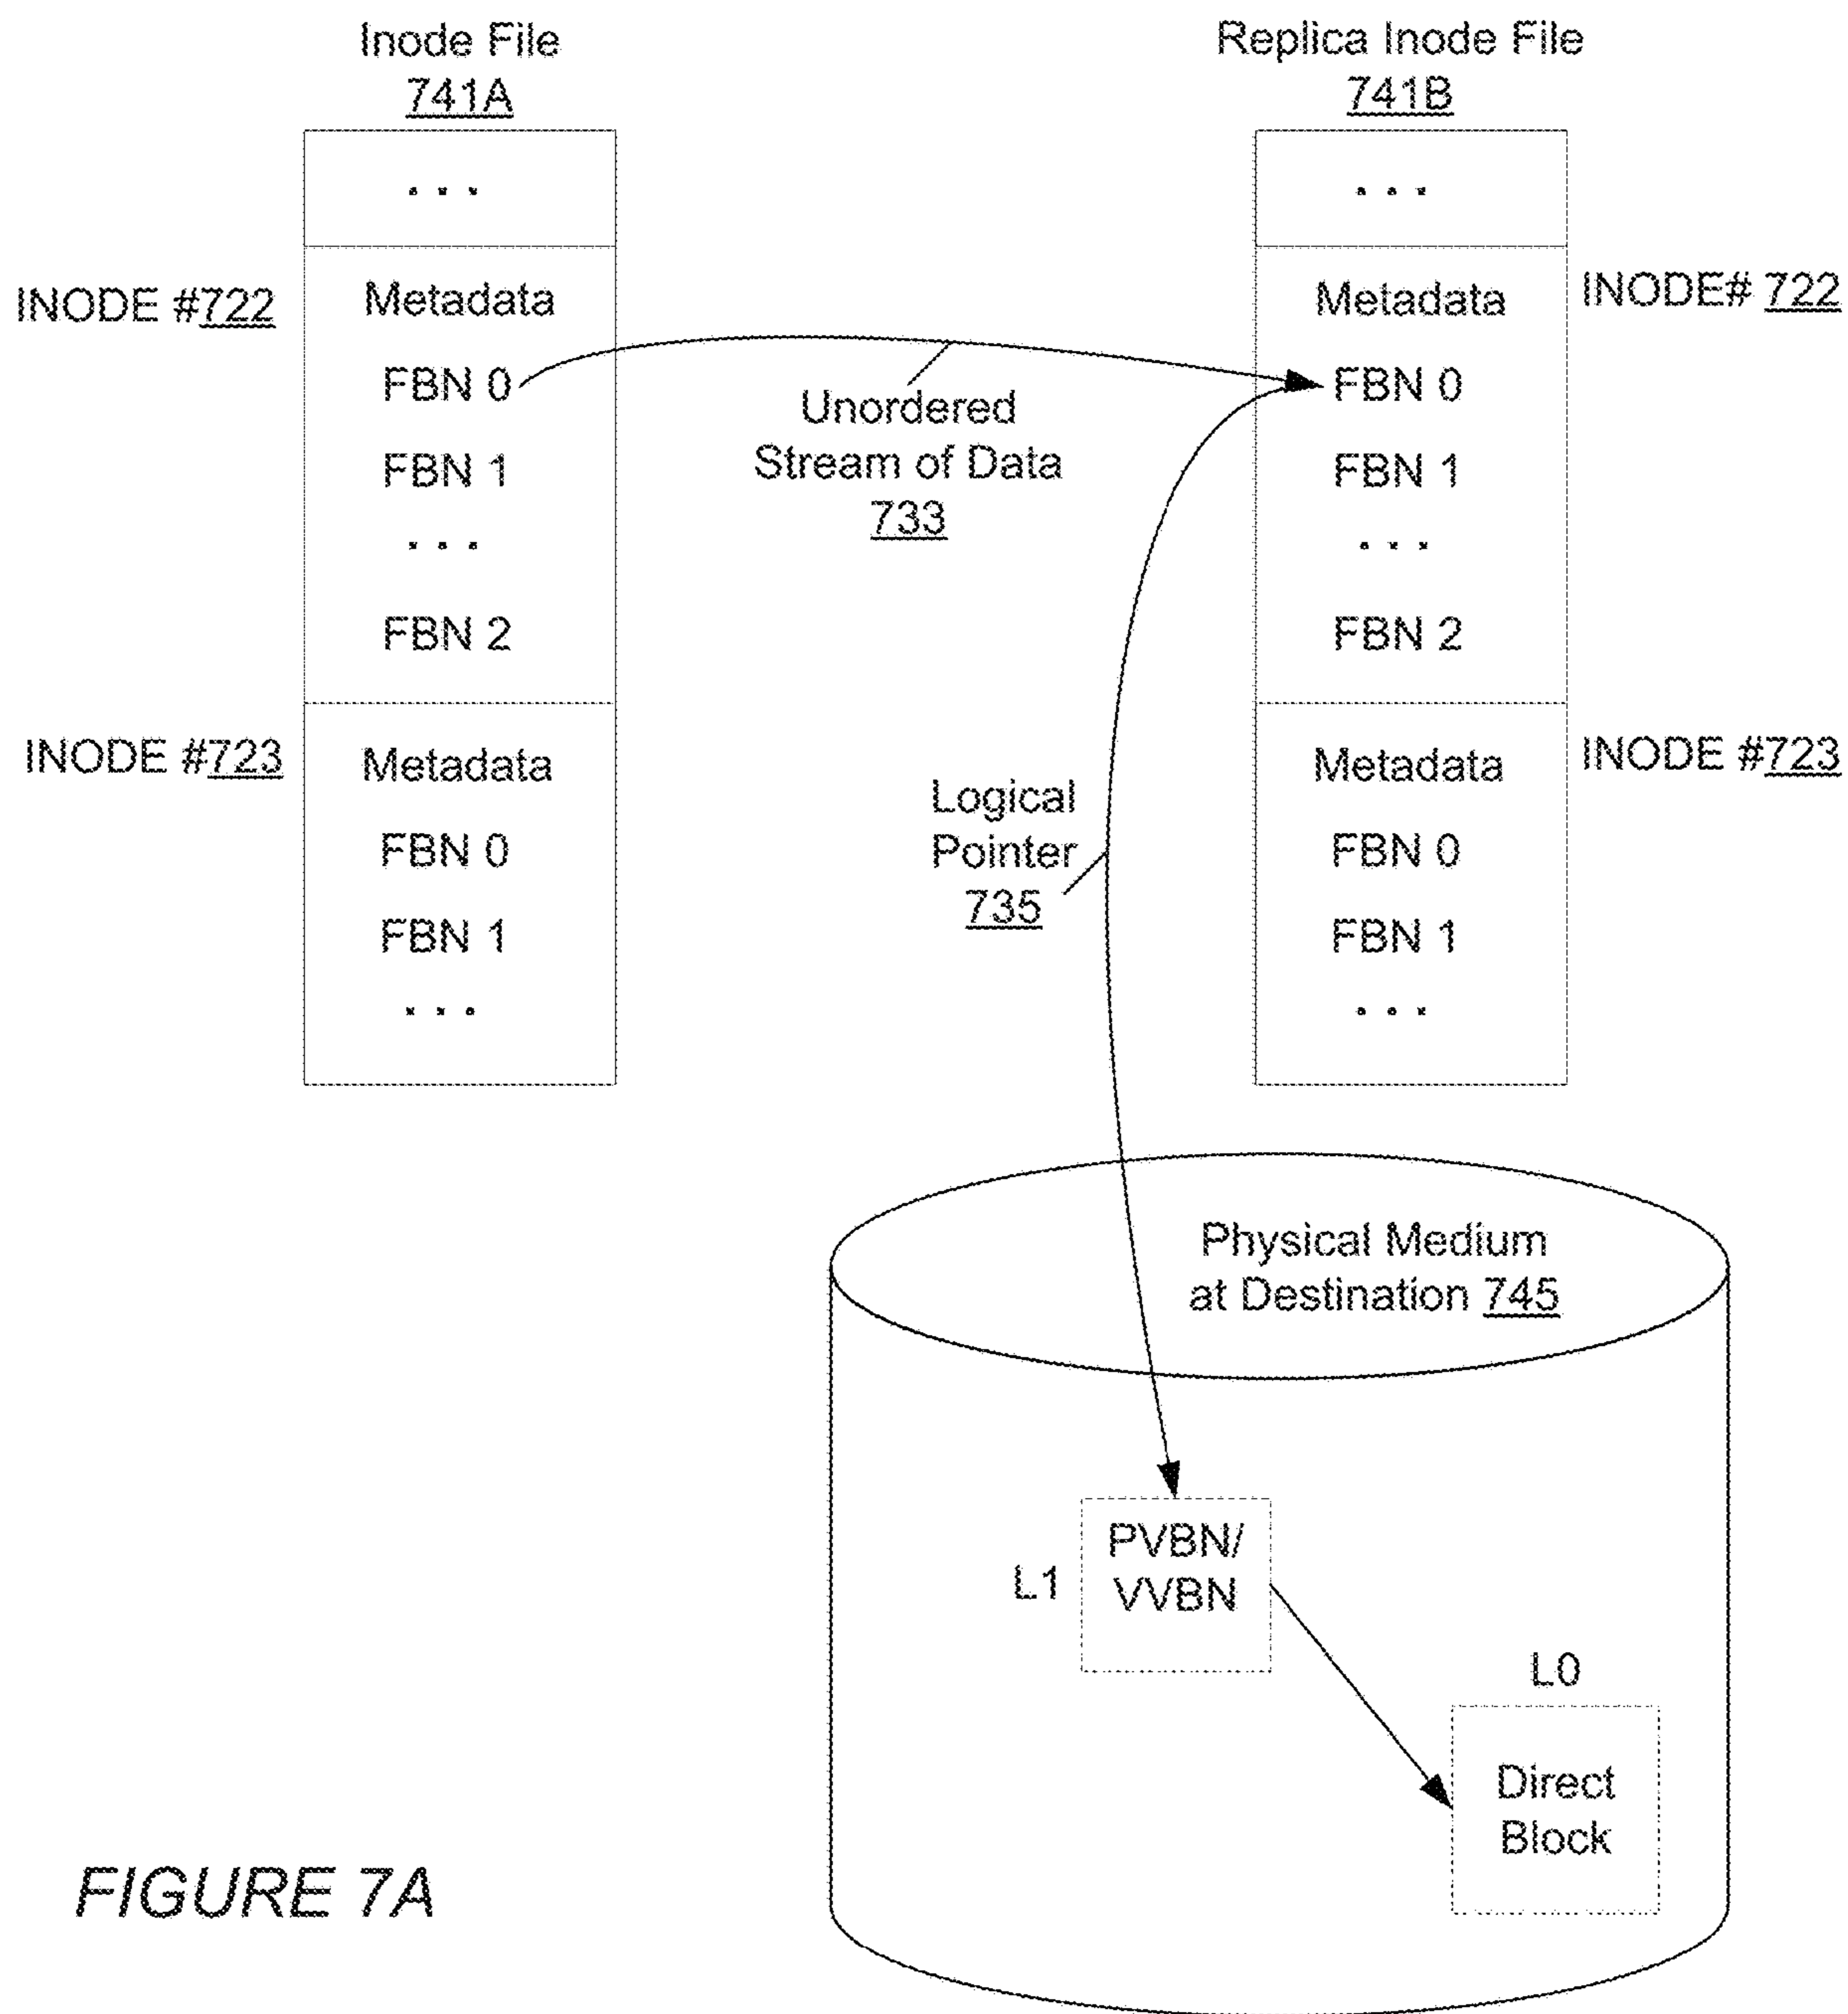 Inode File
741A
Replica Inode File
741B
. . .
. . .
INODE #722
Metadata
FBN 0
FBN 1
. . .
FBN 2
Metadata
INODE# 722
FBN 0
FBN 1
. . .
FBN 2
Unordered
Stream of Data
733
INODE #723
Metadata
FBN 0
FBN 1
. . .
Metadata
INODE #723
FBN 0
FBN 1
. . .
Logical
Pointer
735
Physical Medium
at Destination 745
L1
PVBN/
VVBN
L0
Direct
Block
FIGURE 7A